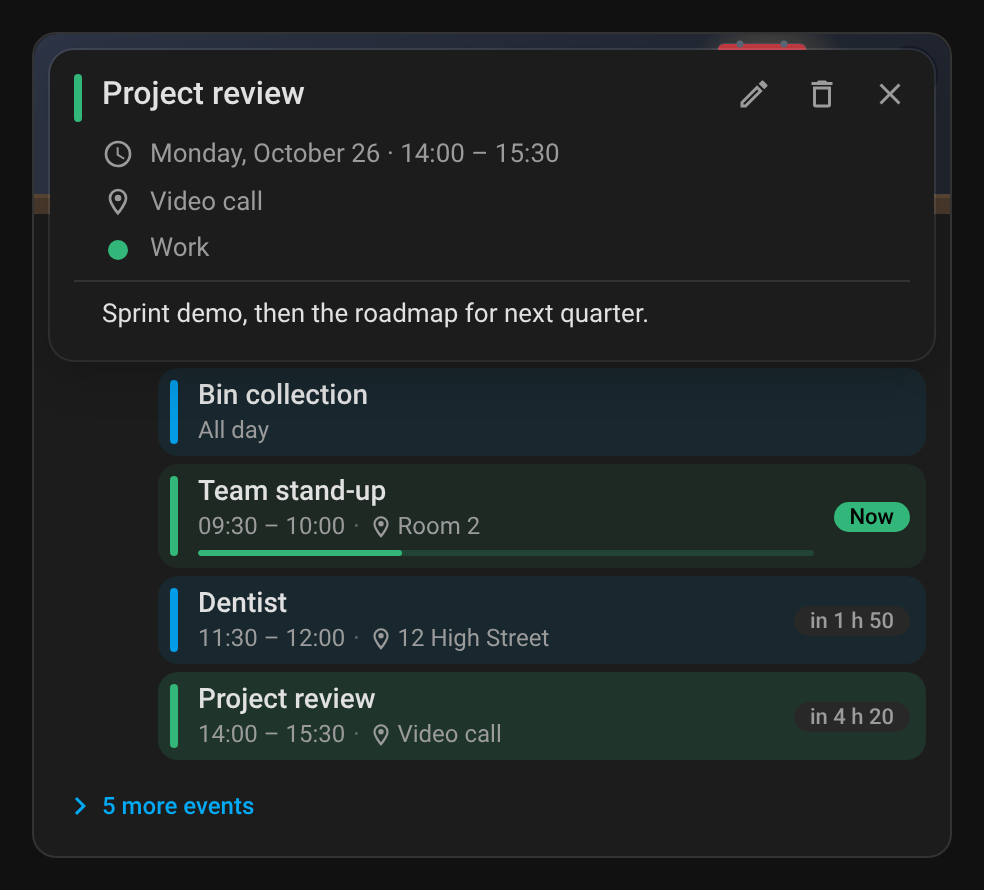 Project review
Monday, October 26 · 14:00 – 15:30
Video call
Work
Sprint demo, then the roadmap for next quarter.
Bin collection
All day
Team stand-up
09:30 – 10:00 · Room 2
Now
Dentist
11:30 – 12:00 · 12 High Street
in 1 h 50
Project review
14:00 – 15:30 · Video call
in 4 h 20
5 more events